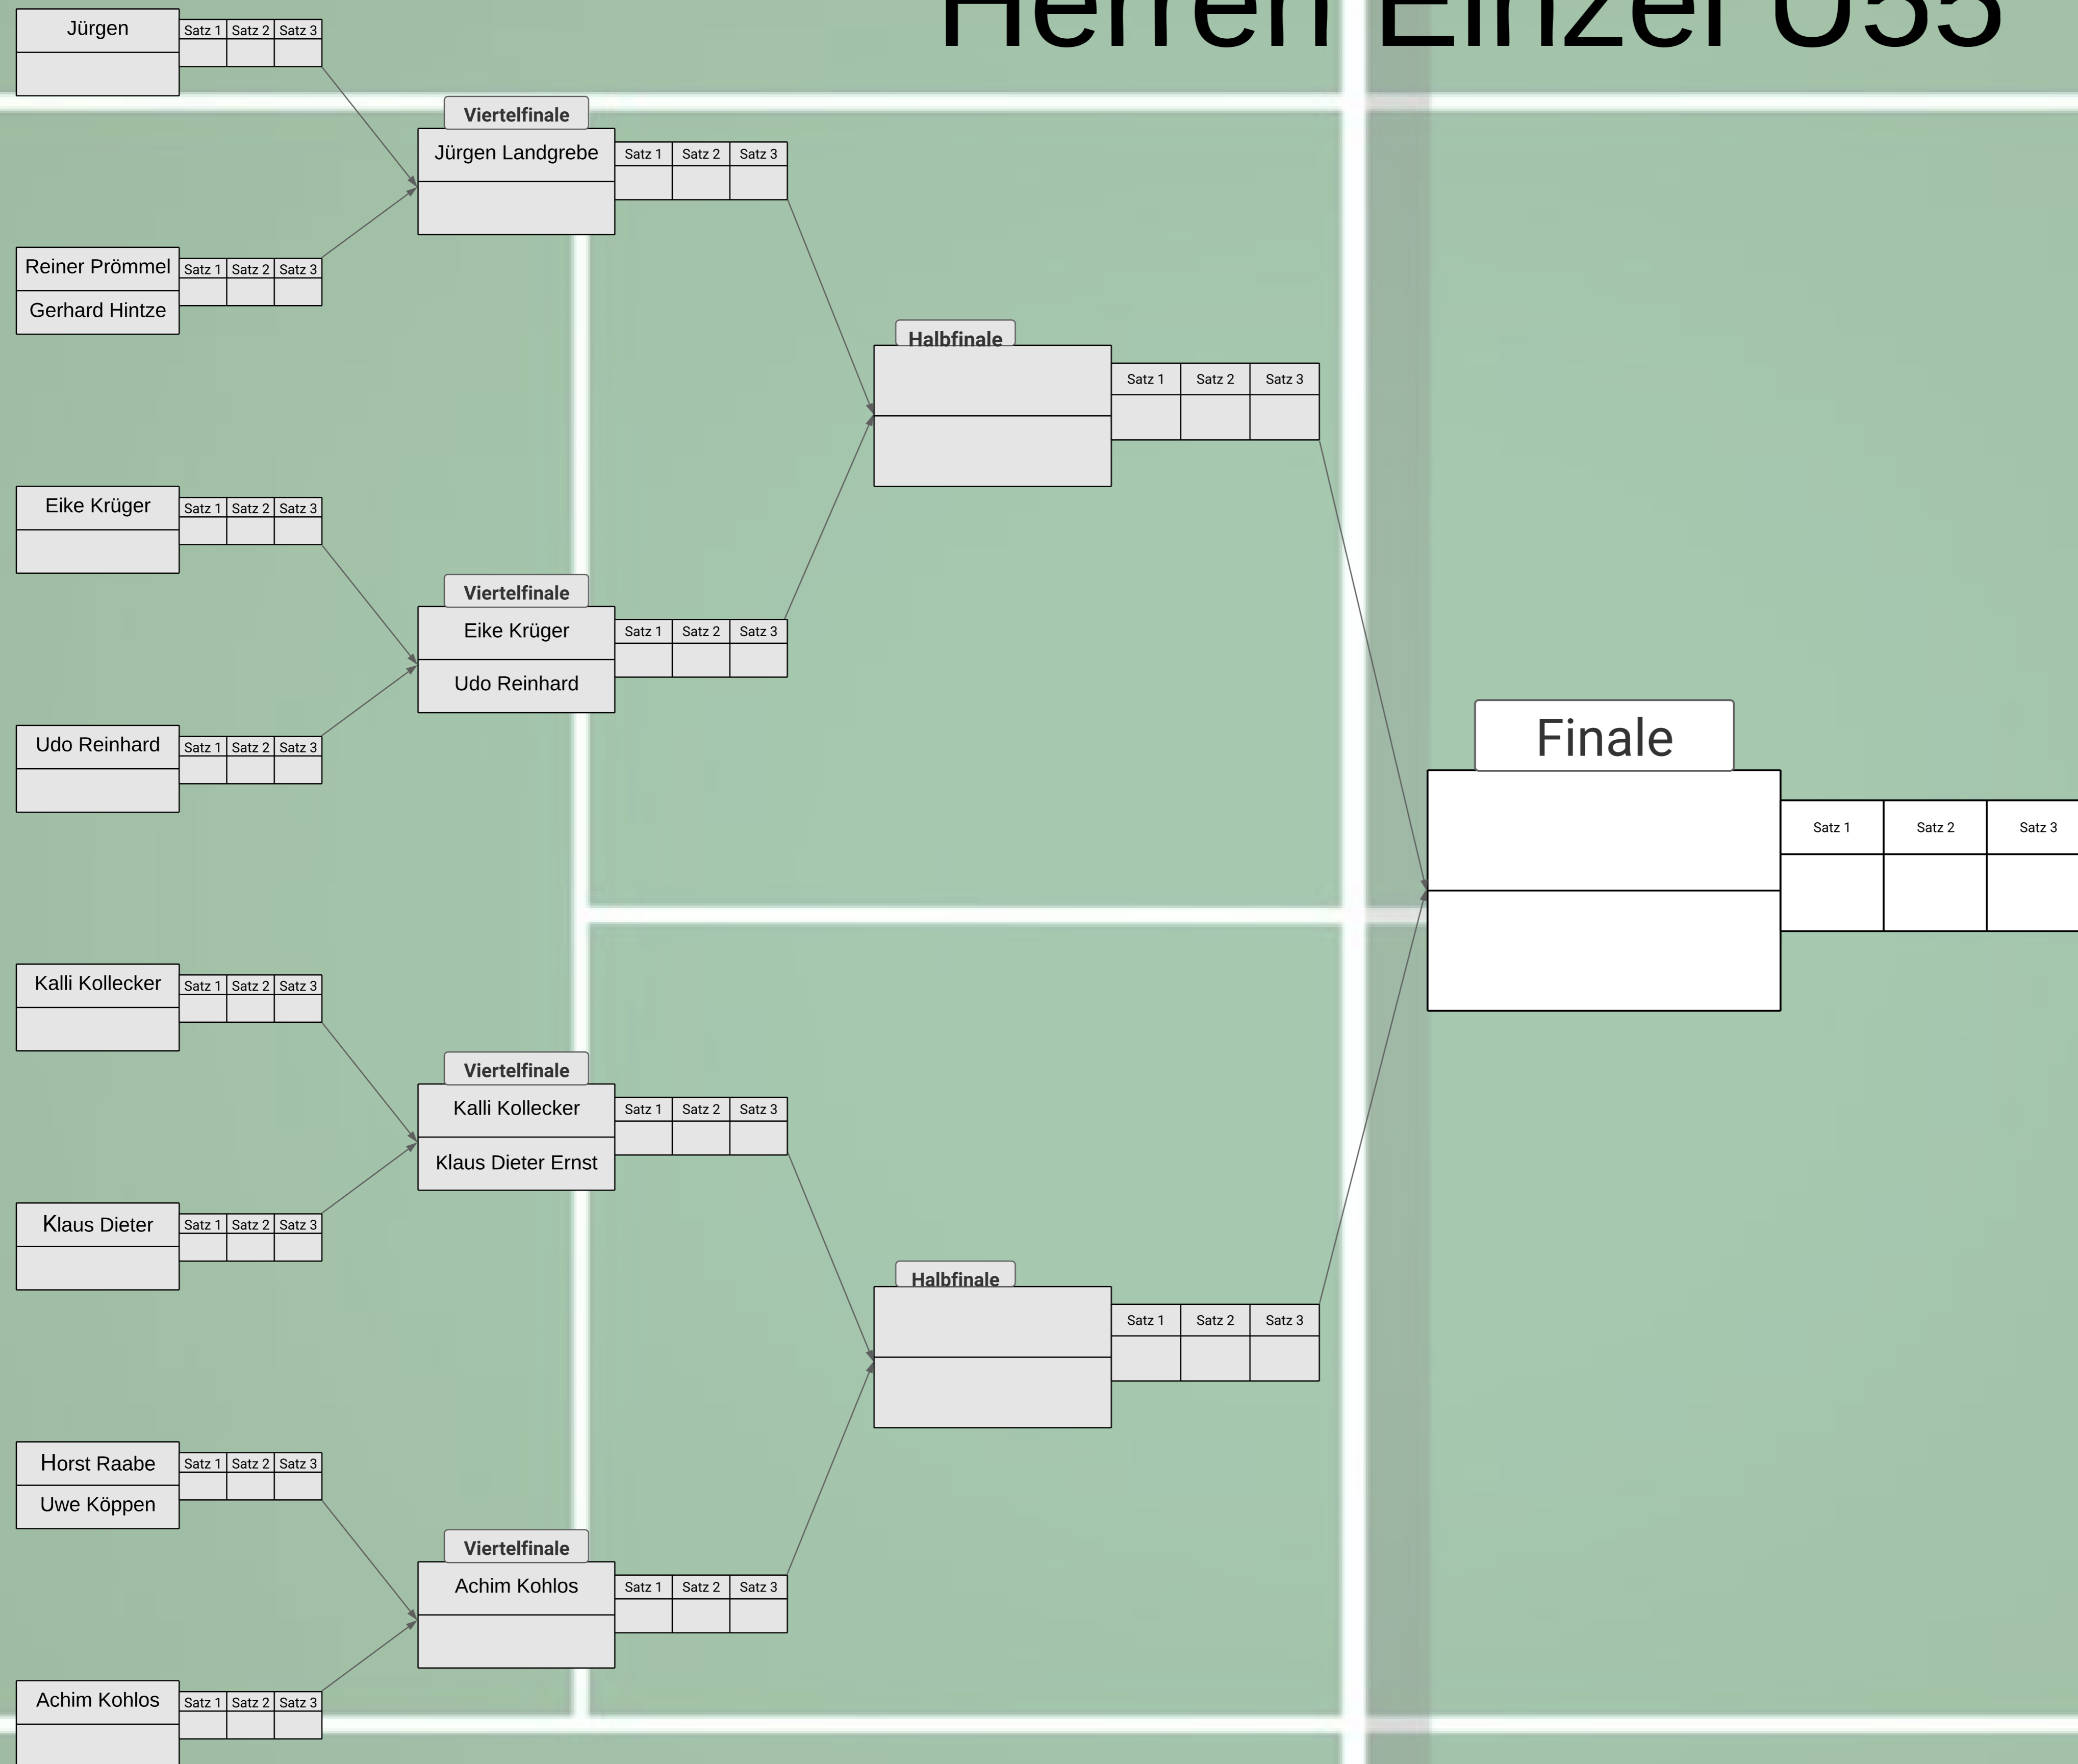 Herren Einzel U55
Jürgen
Satz 1 Satz 2 Satz 3
Viertelfinale
Jürgen Landgrebe
Satz 1 Satz 2 Satz 3
Reiner Prömmel
Satz 1 Satz 2 Satz 3
Gerhard Hintze
Halbfinale
Satz 1 Satz 2 Satz 3
Eike Krüger
Satz 1 Satz 2 Satz 3
Viertelfinale
Eike Krüger
Satz 1 Satz 2 Satz 3
Udo Reinhard
Udo Reinhard
Satz 1 Satz 2 Satz 3
Finale
Satz 1 Satz 2 Satz 3
Kalli Kollecker
Satz 1 Satz 2 Satz 3
Viertelfinale
Kalli Kollecker
Satz 1 Satz 2 Satz 3
Klaus Dieter Ernst
Klaus Dieter
Satz 1 Satz 2 Satz 3
Halbfinale
Satz 1 Satz 2 Satz 3
Horst Raabe
Satz 1 Satz 2 Satz 3
Uwe Köppen
Viertelfinale
Achim Kohlos
Satz 1 Satz 2 Satz 3
Achim Kohlos
Satz 1 Satz 2 Satz 3